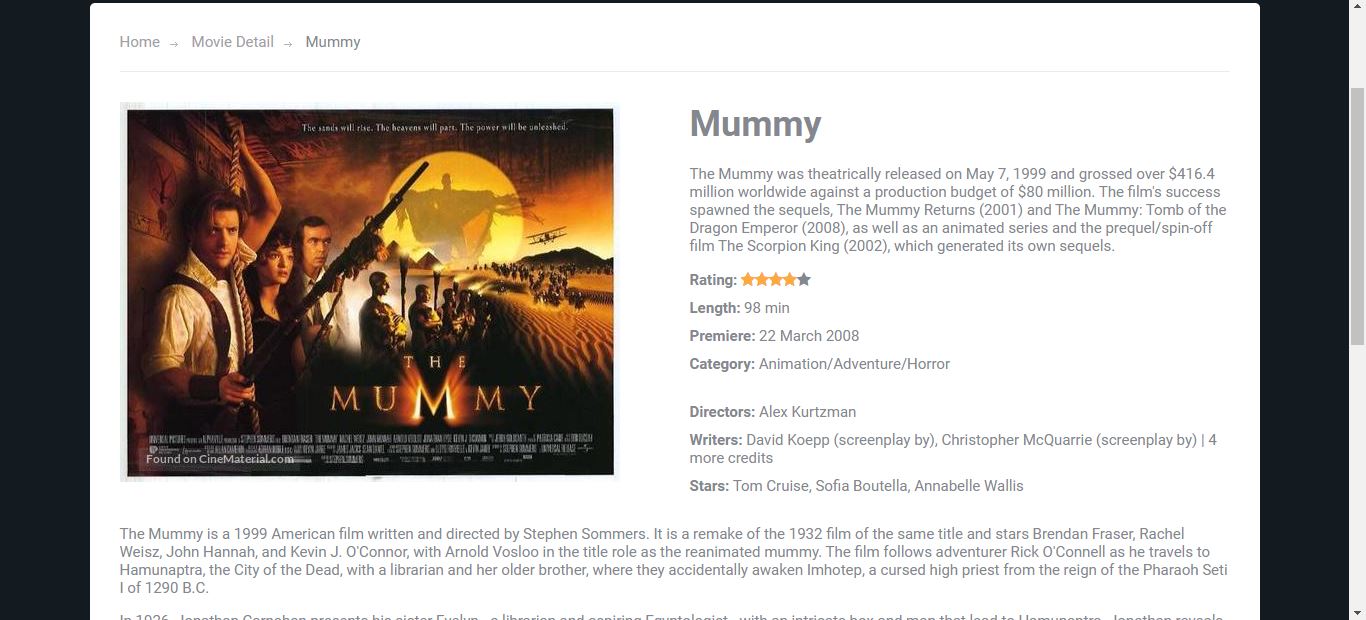 Home → Movie Detail → Mummy
The sands will rise. The heavens will part. The power will be unleashed.
THE
MUMMY
Found on CineMaterial.com
Mummy
The Mummy was theatrically released on May 7, 1999 and grossed over $416.4
million worldwide against a production budget of $80 million. The film's success
spawned the sequels, The Mummy Returns (2001) and The Mummy: Tomb of the
Dragon Emperor (2008), as well as an animated series and the prequel/spin-off
film The Scorpion King (2002), which generated its own sequels.
Rating:
Length: 98 min
Premiere: 22 March 2008
Category: Animation/Adventure/Horror
Directors: Alex Kurtzman
Writers: David Koepp (screenplay by), Christopher McQuarrie (screenplay by) | 4
more credits
Stars: Tom Cruise, Sofia Boutella, Annabelle Wallis
The Mummy is a 1999 American film written and directed by Stephen Sommers. It is a remake of the 1932 film of the same title and stars Brendan Fraser, Rachel
Weisz, John Hannah, and Kevin J. O'Connor, with Arnold Vosloo in the title role as the reanimated mummy. The film follows adventurer Rick O'Connell as he travels to
Hamunaptra, the City of the Dead, with a librarian and her older brother, where they accidentally awaken Imhotep, a cursed high priest from the reign of the Pharaoh Seti
I of 1290 B.C.